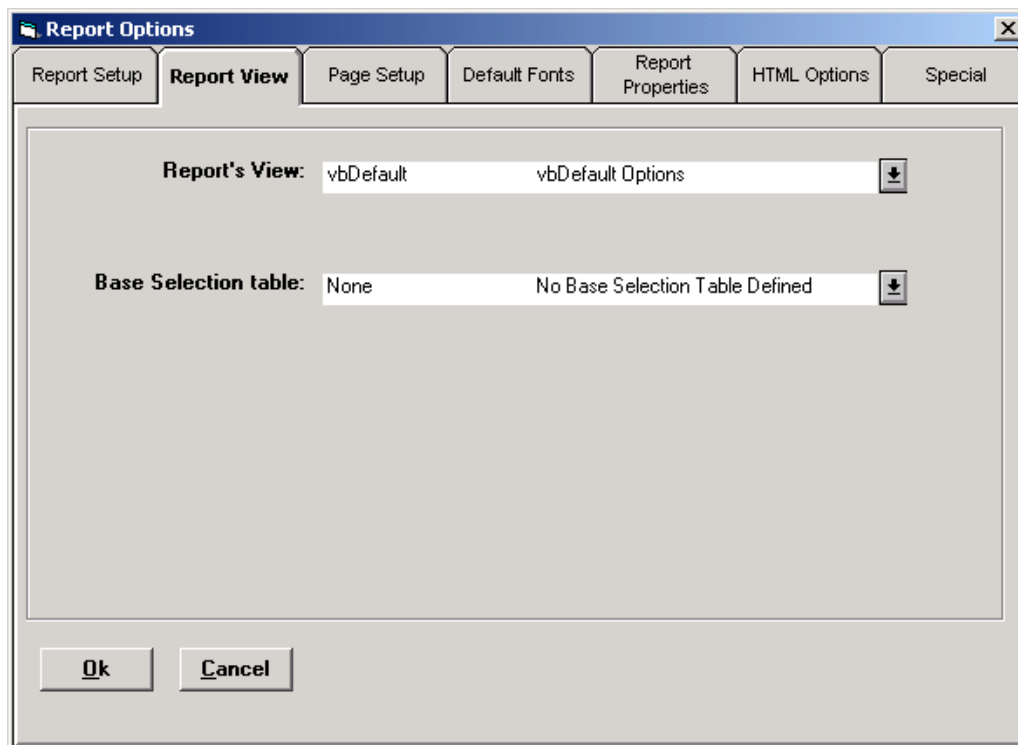 Report Options
Report Setup
Report View
Page Setup
Default Fonts
Report
Properties
HTML Options
Special
Report's View: vbDefault vbDefault Options
Base Selection table: None No Base Selection Table Defined
Ok Cancel